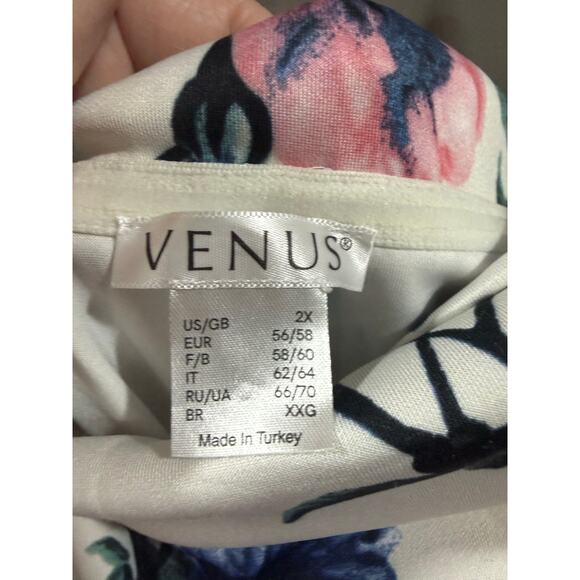 VENUS®
US/GB 2X
EUR 56/58
F/B 58/60
IT 62/64
RU/UA 66/70
BR XXG
Made In Turkey